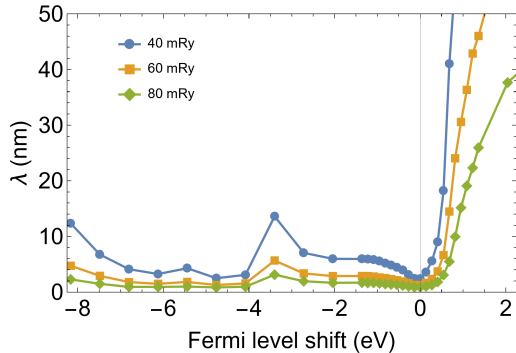 50
40 mRy
60 mRy
80 mRy
40
30
20
10
0
λ (nm)
-8 -6 -4 -2 0 2
Fermi level shift (eV)